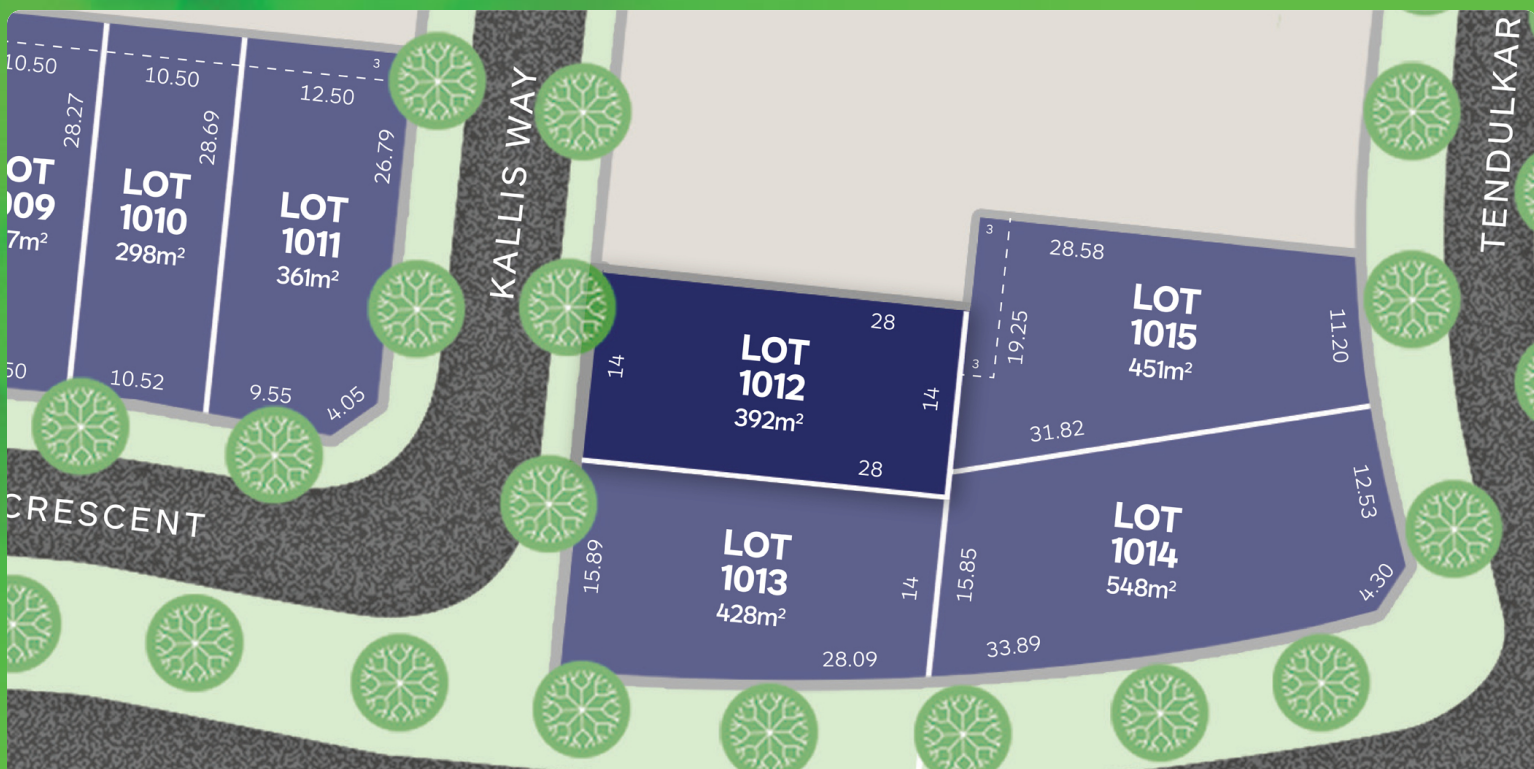 10.50
28.27
OT
009
7m²
50
10.50
28.69
LOT
1010
298m²
10.52
3
12.50
26.79
LOT
1011
361m²
9.55
4.05
KALLIS WAY
CRESCENT
28
14
LOT
1012
392m²
14
28
15.89
LOT
1013
428m²
14
28.09
3
28.58
19.25
3
LOT
1015
451m²
11.20
31.82
15.85
LOT
1014
548m²
12.53
4.30
33.89
TENDULKAR